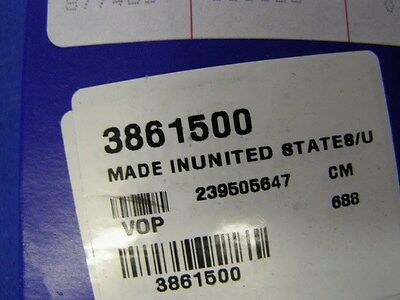 3861500
MADE INUNITED STATES/U
239505647 CM
VOP 688
3861500